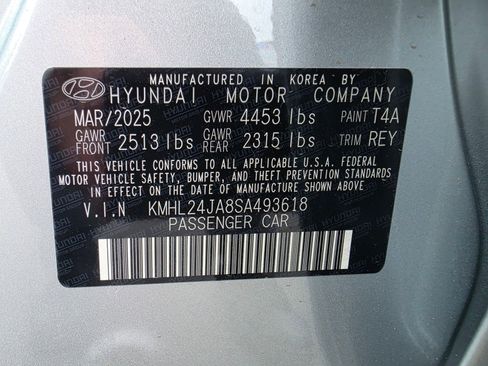 MANUFACTURED IN KOREA BY
HYUNDAI MOTOR COMPANY
MAR/2025 GVWR 4453 lbs PAINT T4A
GAWR FRONT 2513 lbs GAWR REAR 2315 lbs TRIM REY
THIS VEHICLE CONFORMS TO ALL APPLICABLE U.S.A. FEDERAL
MOTOR VEHICLE SAFETY, BUMPER, AND THEFT PREVENTION STANDARDS
IN EFFECT ON THE DATE OF MANUFACTURE SHOWN ABOVE.
V.I.N KMHL24JA8SA493618
PASSENGER CAR